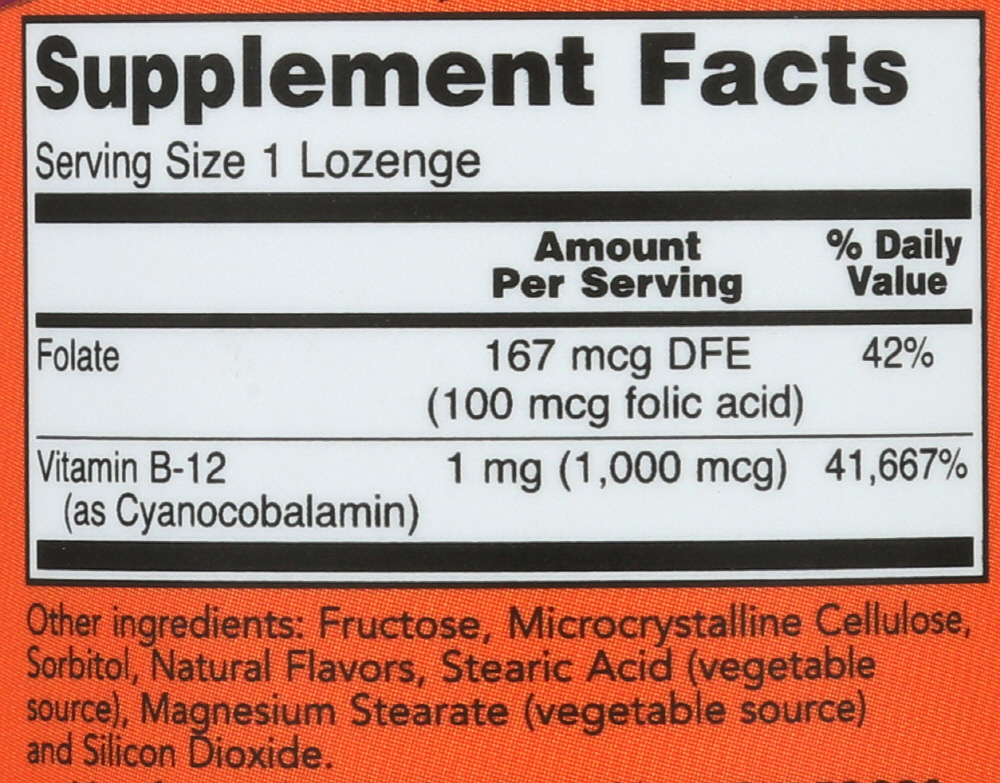 Supplement Facts
Serving Size 1 Lozenge
Amount Per Serving % Daily Value
Folate 167 mcg DFE 42%
(100 mcg folic acid)
Vitamin B-12 1 mg (1,000 mcg) 41,667%
(as Cyanocobalamin)
Other ingredients: Fructose, Microcrystalline Cellulose,
Sorbitol, Natural Flavors, Stearic Acid (vegetable
source), Magnesium Stearate (vegetable source)
and Silicon Dioxide.